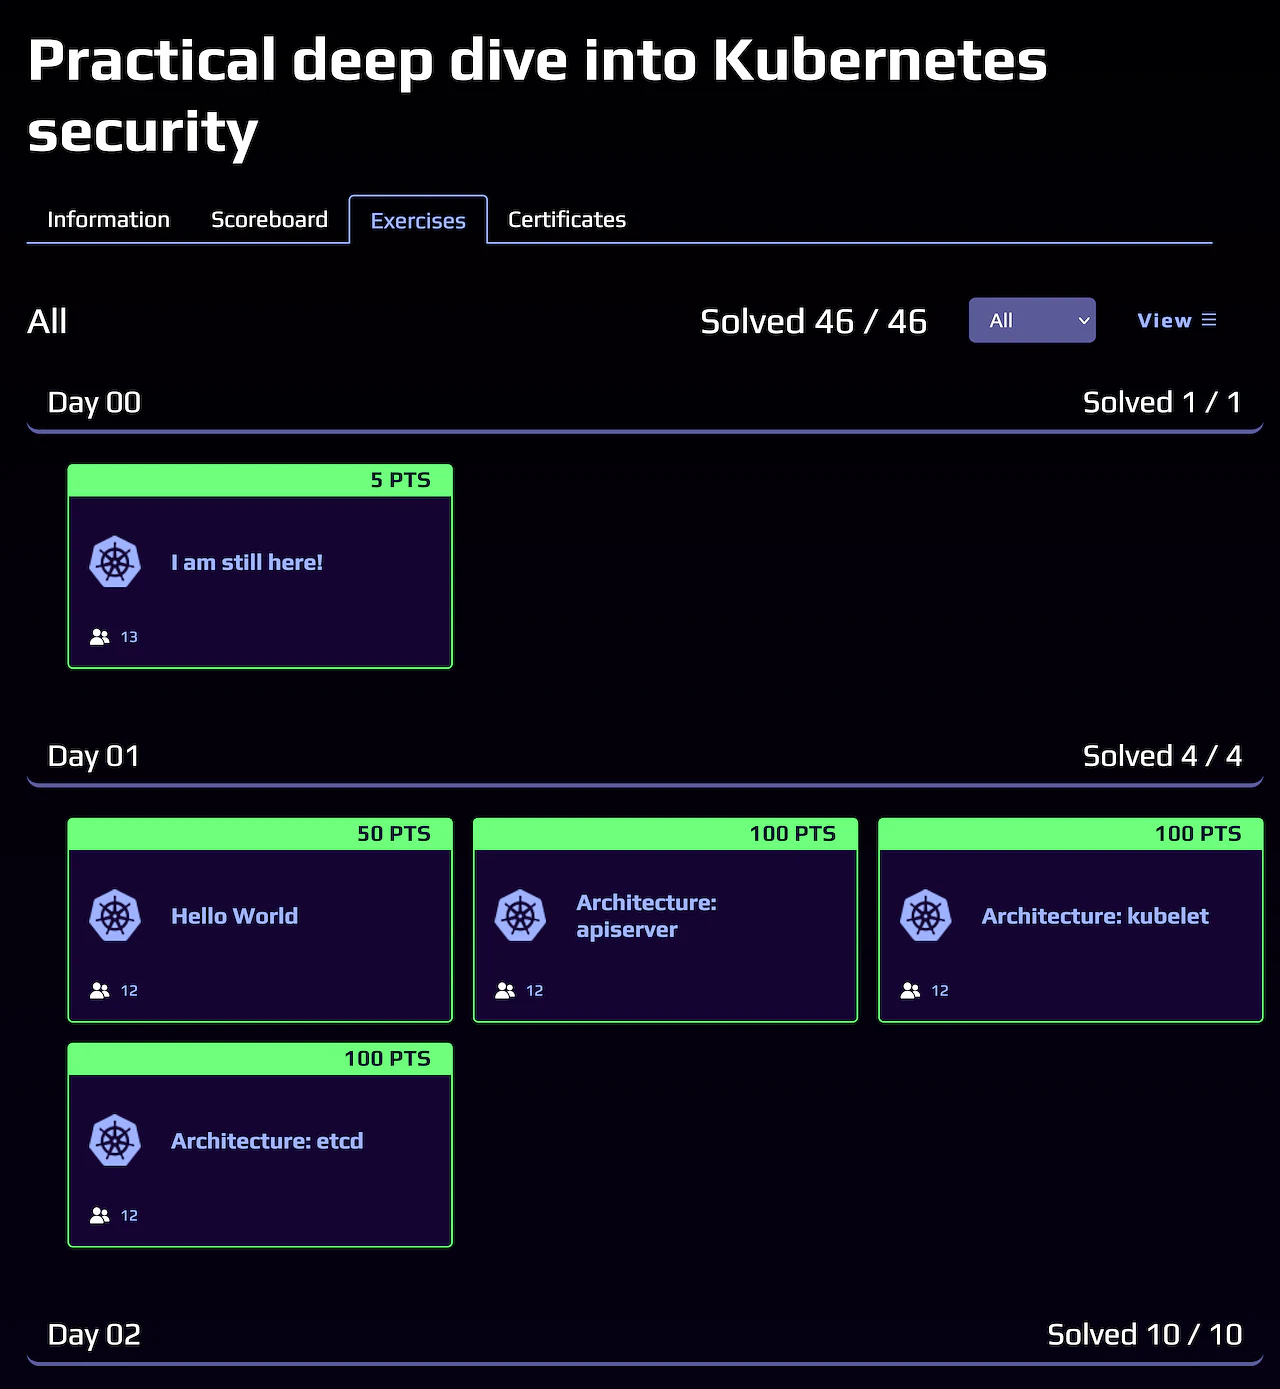 Practical deep dive into Kubernetes
security
Information Scoreboard Exercises Certificates
All Solved 46 / 46 All View
Day 00 Solved 1 / 1
5 PTS
I am still here!
13
Day 01 Solved 4 / 4
50 PTS
Hello World
12
100 PTS
Architecture:
apiserver
12
100 PTS
Architecture: kubelet
12
100 PTS
Architecture: etcd
12
Day 02 Solved 10 / 10